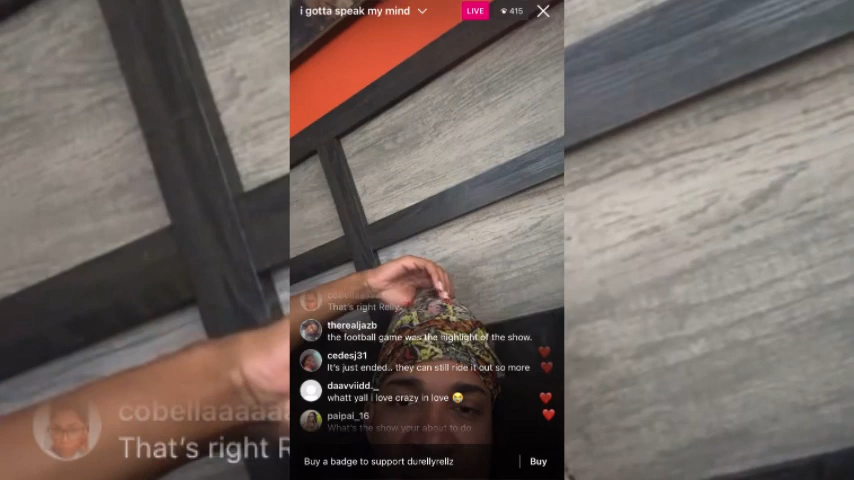 i gotta speak my mind
LIVE
415
That's right Relly
therealjazb
the football game was the highlight of the show.
cedesj31
It's just ended.. they can still ride it out so more
daavviidd._
whatt yall i love crazy in love 😭
paipai_16
What's the show your about to do
Buy a badge to support durellyrellz
Buy
cobellaaaaaa
That's right R